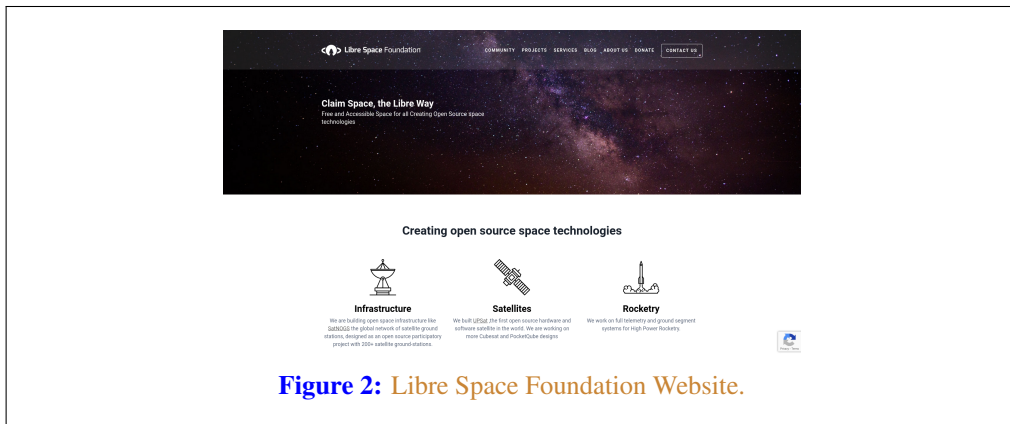 Libre Space Foundation
COMMUNITY PROJECTS SERVICES BLOG ABOUT US DONATE CONTACT US
Claim Space, the Libre Way
Free and Accessible Space for all Creating Open Source space
technologies
Creating open source space technologies
Infrastructure
We are building open space infrastructure like
SatNOGS the global network of satellite ground
stations, designed as an open source participatory
project with 200+ satellite ground-stations.
Satellites
We built UPSat ,the first open source hardware and
software satellite in the world. We are working on
more Cubesat and PocketQube designs
Rocketry
We work on full telemetry and ground segment
systems for High Power Rocketry.
Privacy - Terms
Figure 2: Libre Space Foundation Website.